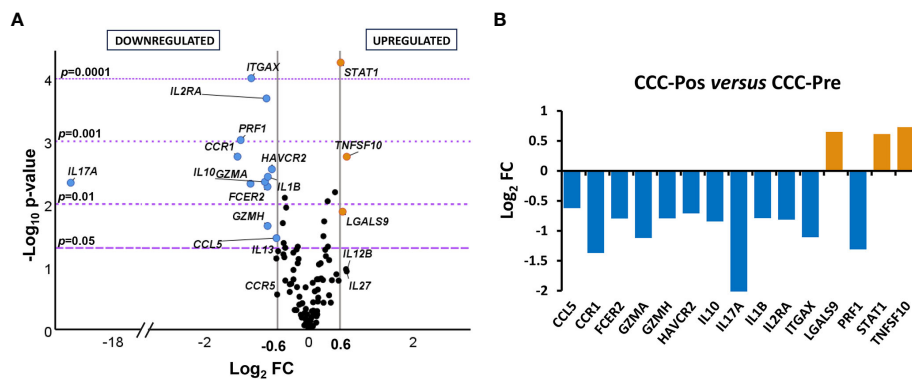 A
DOWNREGULATED
UPREGULATED
p=0.0001
ITGAX
STAT1
IL2RA
p=0.001
PRF1
CCR1
TNFSF10
HAVCR2
IL17A
IL10
GZMA
IL1B
p=0.01
FCER2
GZMH
LGALS9
p=0.05
CCL5
IL13
IL12B
CCR5
IL27
4
3
2
1
0
-Log10 p-value
-18
-2
-0.6
0
0.6
2
Log2 FC
B
CCC-Pos versus CCC-Pre
1
0.5
0
-0.5
-1
-1.5
-2
Log2 FC
CCL5
CCR1
FCER2
GZMA
GZMH
HAVCR2
IL10
IL17A
IL1B
IL2RA
ITGAX
LGALS9
PRF1
STAT1
TNFSF10